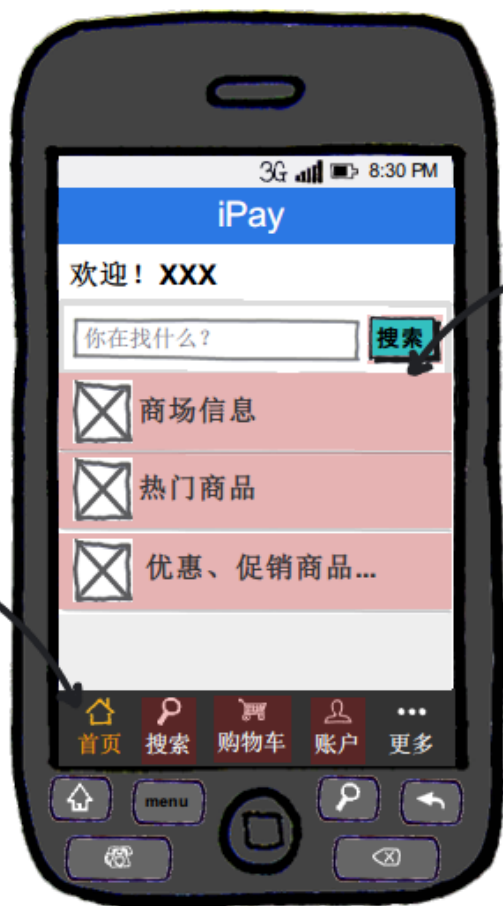 3G 8:30 PM
iPay
欢迎！XXX
你在找什么？ 搜索
商场信息
热门商品
优惠、促销商品...
首页 搜索 购物车 账户 更多
menu